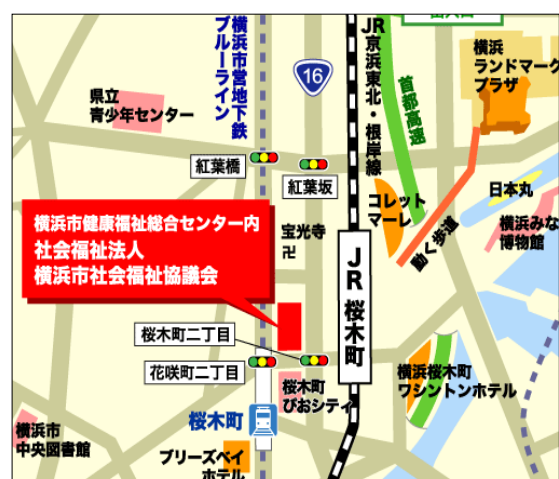 横浜市営地下鉄
ブルーライン
16
JR
京浜東北・根岸線
首都高速
横浜
ランドマーク
プラザ
県立
青少年センター
紅葉橋
紅葉坂
コレット
マーレ
動く歩道
日本丸
横浜みな
博物館
横浜市健康福祉総合センター内
社会福祉法人
横浜市社会福祉協議会
宝光寺
卍
JR 桜木町
桜木町二丁目
花咲町二丁目
桜木町
ぴおシティ
横浜桜木町
ワシントンホテル
桜木町
横浜市
中央図書館
ブリーズベイ
ホテル